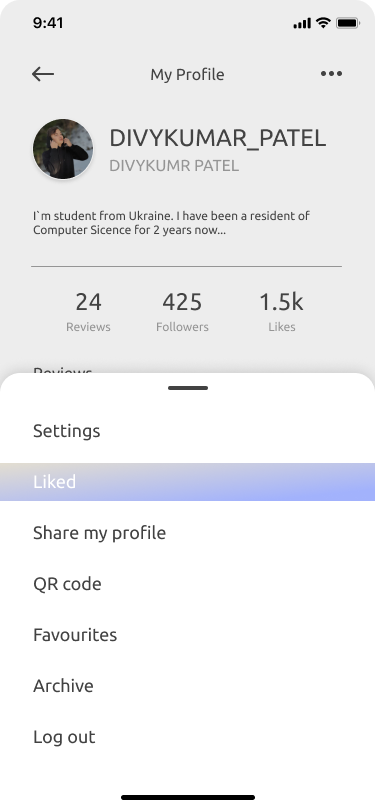 9:41
My Profile
DIVYKUMAR_PATEL
DIVYKUMR PATEL
I`m student from Ukraine. I have been a resident of
Computer Sicence for 2 years now...
24 425 1.5k
Reviews Followers Likes
Reviews
Settings
Liked
Share my profile
QR code
Favourites
Archive
Log out